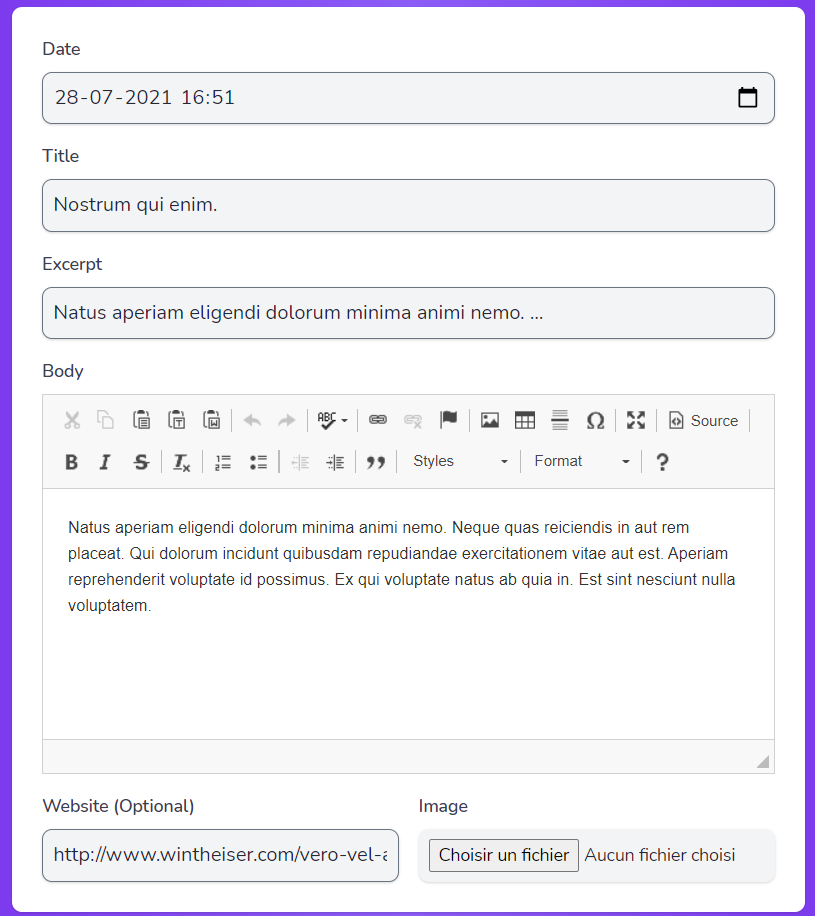 Date
28-07-2021 16:51
Title
Nostrum qui enim.
Excerpt
Natus aperiam eligendi dolorum minima animi nemo. ...
Body
ABC
Source
B I S Tx Styles Format ?
Natus aperiam eligendi dolorum minima animi nemo. Neque quas reiciendis in aut rem
placeat. Qui dolorum incidunt quibusdam repudiandae exercitationem vitae aut est. Aperiam
reprehenderit voluptate id possimus. Ex qui voluptate natus ab quia in. Est sint nesciunt nulla
voluptatem.
Website (Optional) Image
http://www.wintheiser.com/vero-vel-a Choisir un fichier Aucun fichier choisi